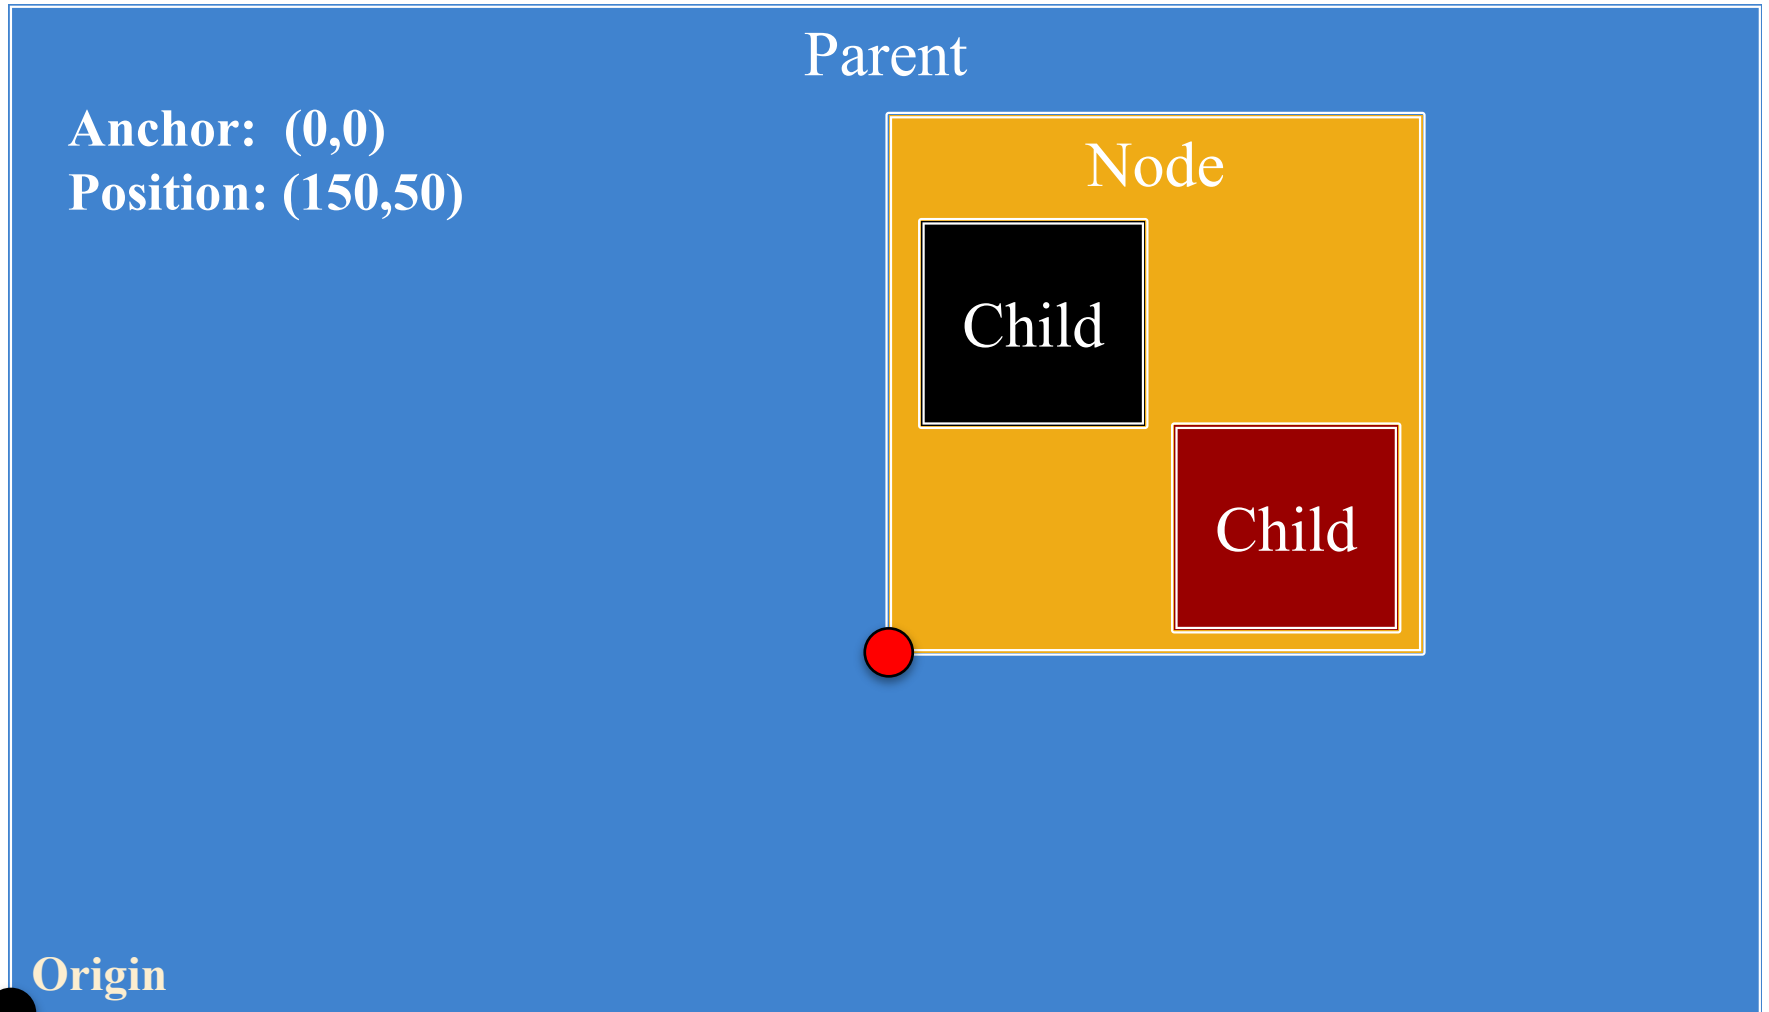 Parent
Anchor: (0,0)
Position: (150,50)
Node
Child
Child
Origin